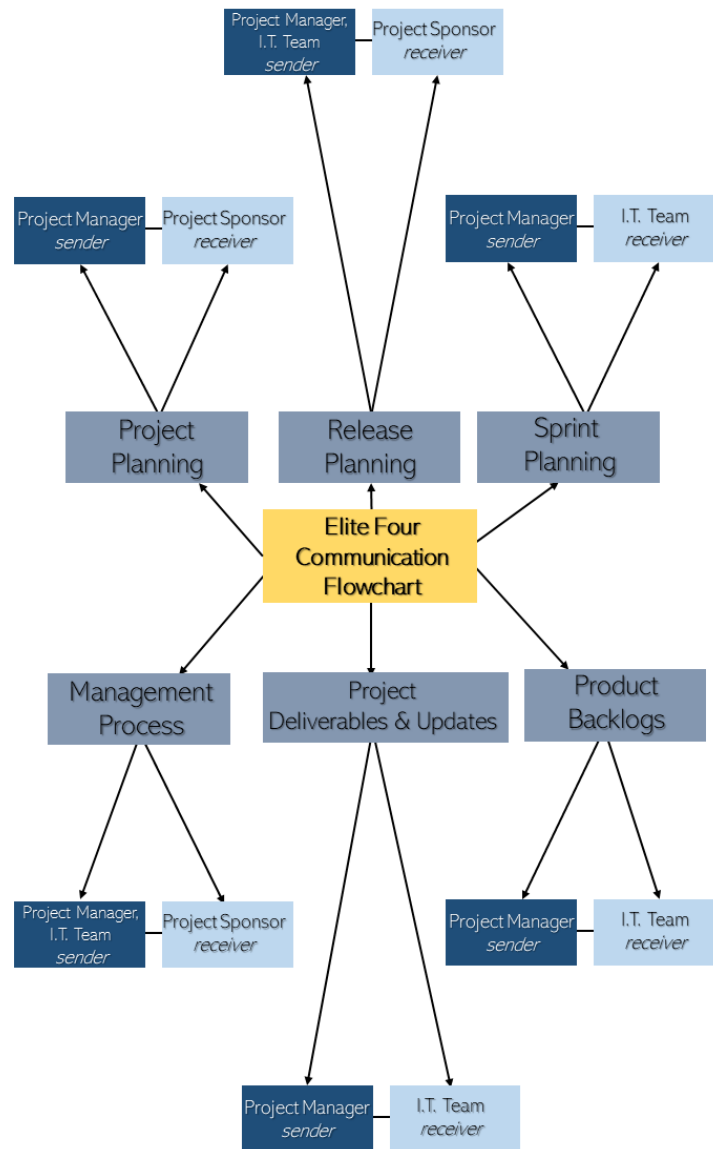 Project Manager,
I.T. Team
sender
Project Sponsor
receiver
Project Manager
sender
Project Sponsor
receiver
Project Manager
sender
I.T. Team
receiver
Project
Planning
Release
Planning
Sprint
Planning
Elite Four
Communication
Flowchart
Management
Process
Project
Deliverables & Updates
Product
Backlogs
Project Manager,
I.T. Team
sender
Project Sponsor
receiver
Project Manager
sender
I.T. Team
receiver
Project Manager
sender
I.T. Team
receiver